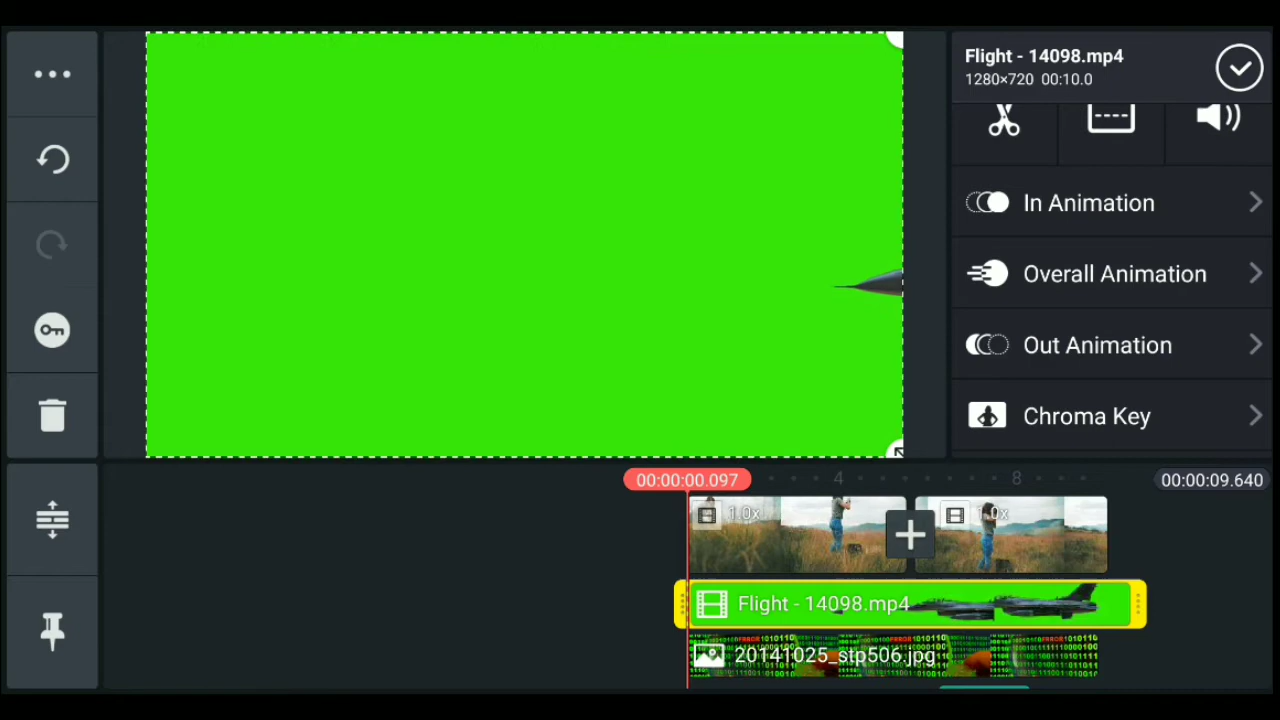 Flight - 14098.mp4
1280×720 00:10.0
In Animation
Overall Animation
Out Animation
Chroma Key
00:00:00.097
4
8
00:00:09.640
1.0x
1.0x
Flight - 14098.mp4
20141025_stp506.jpg